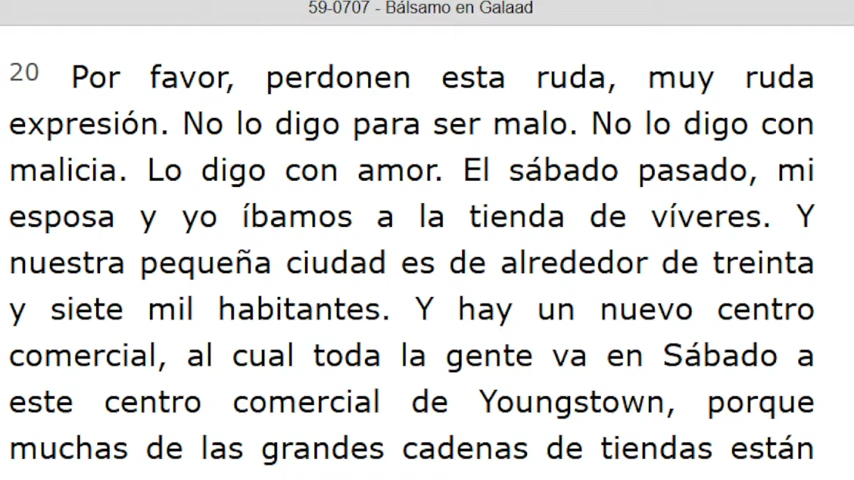 59-0707 - Bálsamo en Galaad
20 Por favor, perdonen esta ruda, muy ruda
expresión. No lo digo para ser malo. No lo digo con
malicia. Lo digo con amor. El sábado pasado, mi
esposa y yo íbamos a la tienda de víveres. Y
nuestra pequeña ciudad es de alrededor de treinta
y siete mil habitantes. Y hay un nuevo centro
comercial, al cual toda la gente va en Sábado a
este centro comercial de Youngstown, porque
muchas de las grandes cadenas de tiendas están